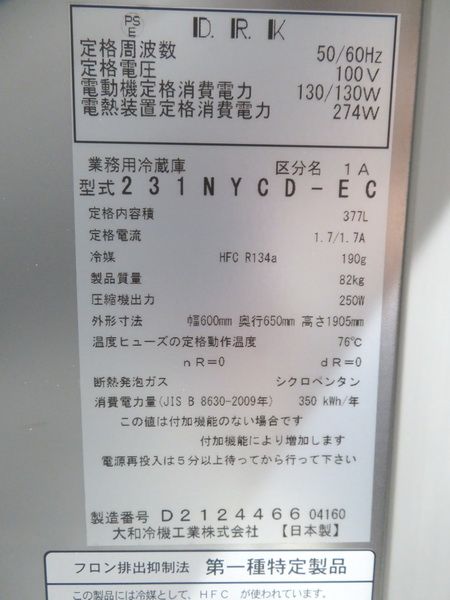 PS
E
D.R.K
定格周波数 50/60Hz
定格電圧 100V
電動機定格消費電力 130/130W
電熱装置定格消費電力 274W
業務用冷蔵庫 区分名 1A
型式 231NYCD-EC
定格内容積 377L
定格電流 1.7/1.7A
冷媒 HFC R134a 190g
製品質量 82kg
圧縮機出力 250W
外形寸法 幅600mm 奥行650mm 高さ1905mm
温度ヒューズの定格動作温度 76℃
nR=0 dR=0
断熱発泡ガス シクロペンタン
消費電力量(JIS B 8630-2009年) 350 kWh/年
この値は付加機能のない場合です
付加機能により増加します
電源再投入は5分以上待ってから行って下さい
製造番号 D2124466 04160
大和冷機工業株式会社 【日本製】
フロン排出抑制法 第一種特定製品
この製品には冷媒として、HFC が使われています。